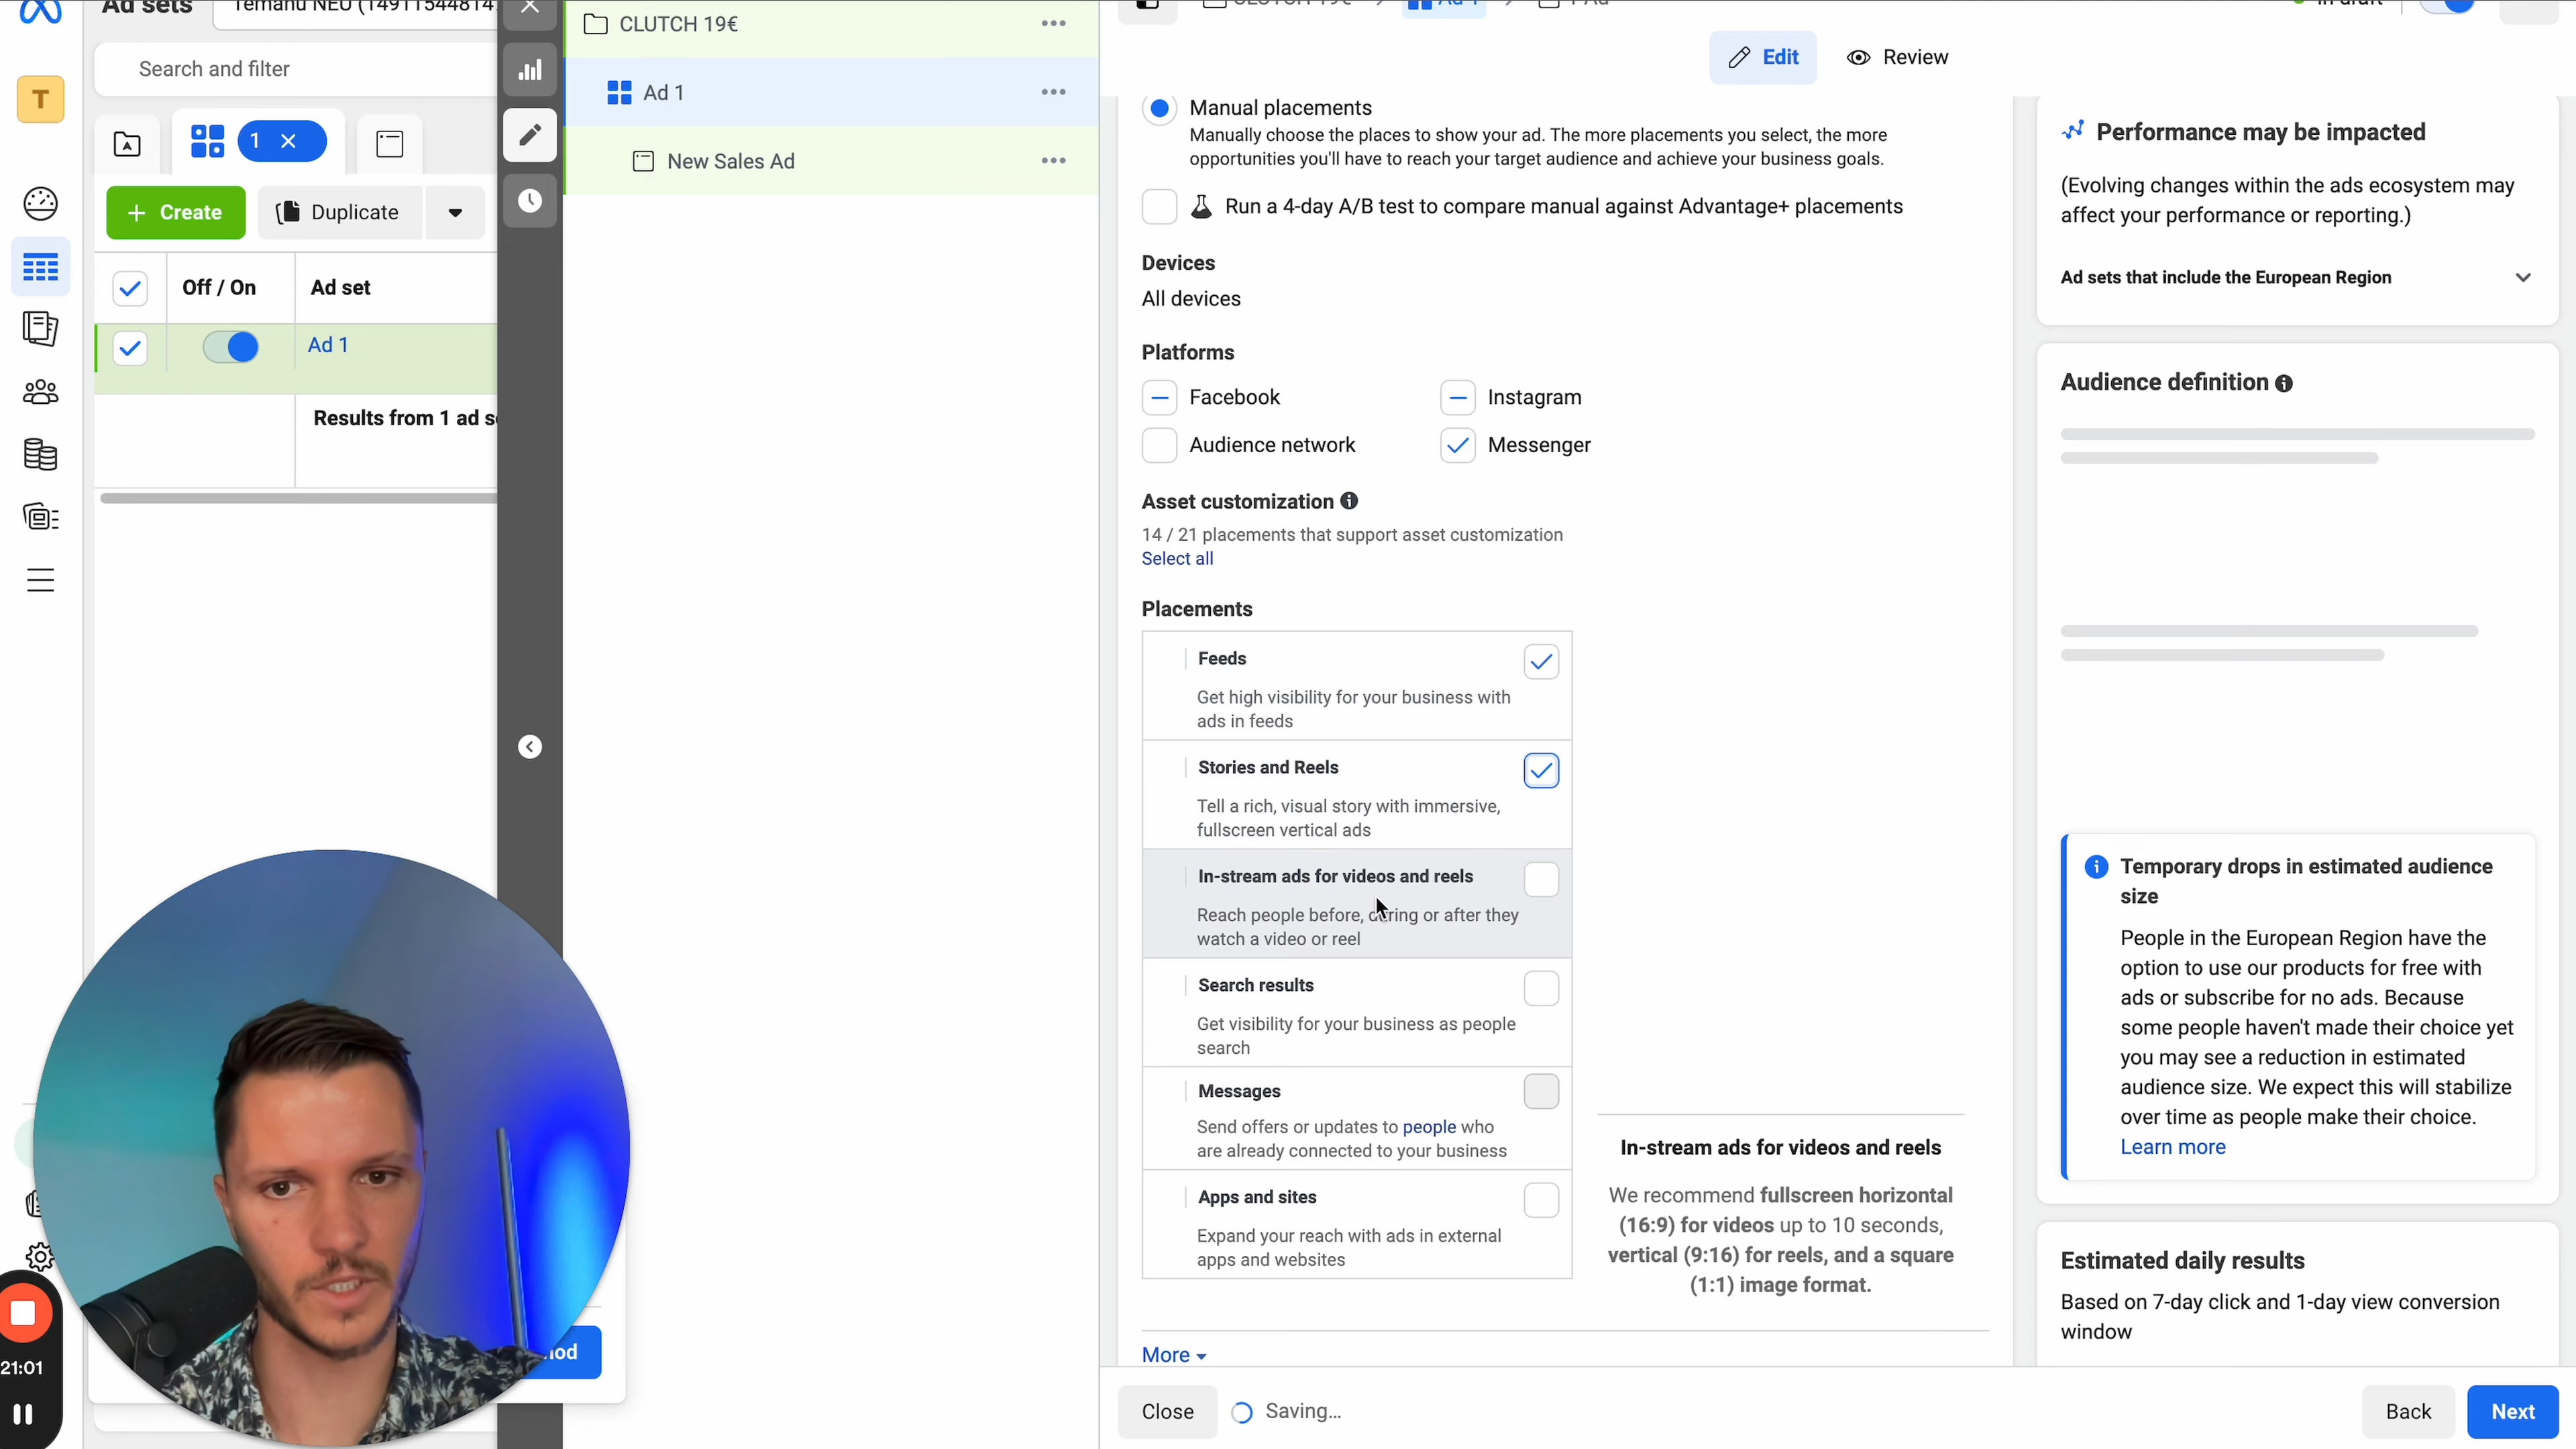 Ad sets
Temahu NEU (14911544814
CLUTCH 19€
CLUTCH 19€
Ad 1
1 Ad
In draft
Search and filter
T
Ad 1
Edit
Review
1
New Sales Ad
Create
Duplicate
Off / On
Ad set
Ad 1
Results from 1 ad s
Manual placements
Manually choose the places to show your ad. The more placements you select, the more
opportunities you'll have to reach your target audience and achieve your business goals.
Run a 4-day A/B test to compare manual against Advantage+ placements
Devices
All devices
Platforms
Facebook
Instagram
Audience network
Messenger
Asset customization
14 / 21 placements that support asset customization
Select all
Placements
Feeds
Get high visibility for your business with
ads in feeds
Stories and Reels
Tell a rich, visual story with immersive,
fullscreen vertical ads
In-stream ads for videos and reels
Reach people before, during or after they
watch a video or reel
Search results
Get visibility for your business as people
search
Messages
Send offers or updates to people who
are already connected to your business
Apps and sites
Expand your reach with ads in external
apps and websites
In-stream ads for videos and reels
We recommend fullscreen horizontal
(16:9) for videos up to 10 seconds,
vertical (9:16) for reels, and a square
(1:1) image format.
More
Performance may be impacted
(Evolving changes within the ads ecosystem may
affect your performance or reporting.)
Ad sets that include the European Region
Audience definition
Temporary drops in estimated audience
size
People in the European Region have the
option to use our products for free with
ads or subscribe for no ads. Because
some people haven't made their choice yet
you may see a reduction in estimated
audience size. We expect this will stabilize
over time as people make their choice.
Learn more
Estimated daily results
Based on 7-day click and 1-day view conversion
window
21:01
Close
Saving...
Back
Next